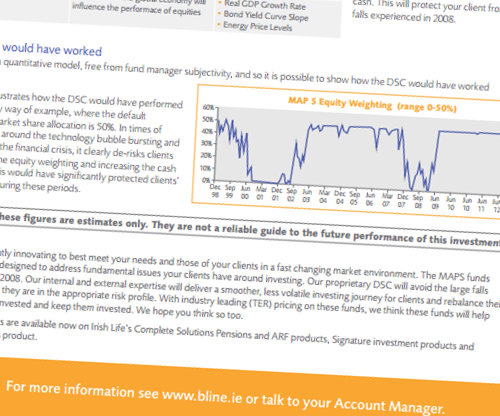 cash. This will protect your client from
falls experienced in 2008.
influence the performace of equities
• Real GDP Growth Rate
• Bond Yield Curve Slope
• Energy Price Levels
would have worked
quantitative model, free from fund manager subjectivity, and so it is possible to show how the DSC would have worked
ustrates how the DSC would have performed
way of example, where the default
arket share allocation is 50%. In times of
around the technology bubble bursting and
the financial crisis, it clearly de-risks clients
ne equity weighting and increasing the cash
is would have significantly protected clients'
uring these periods.
MAP 5 Equity Weighting (range 0-50%)
60%
50%
40%
30%
20%
10%
0%
Dec Sep Jun Mar Dec Sep Jun Mar Dec Sep Jun Mar Dec Sep Jun Mar Dec Sep Jun
98 99 00 01 01 02 03 04 04 05 06 07 07 08 09 10 10 11 12
hese figures are estimates only. They are not a reliable guide to the future performance of this investment
ntly innovating to best meet your needs and those of your clients in a fast changing market environment. The MAPS funds
designed to address fundamental issues your clients have around investing. Our proprietary DSC will avoid the large falls
2008. Our internal and external expertise will deliver a smoother, less volatile investing journey for clients and rebalance their
they are in the appropriate risk profile. With industry leading (TER) pricing on these funds, we think these funds will help
nvested and keep them invested. We hope you think so too.
s are available now on Irish Life's Complete Solutions Pensions and ARF products, Signature investment products and
s product.
For more information see www.bline.ie or talk to your Account Manager.